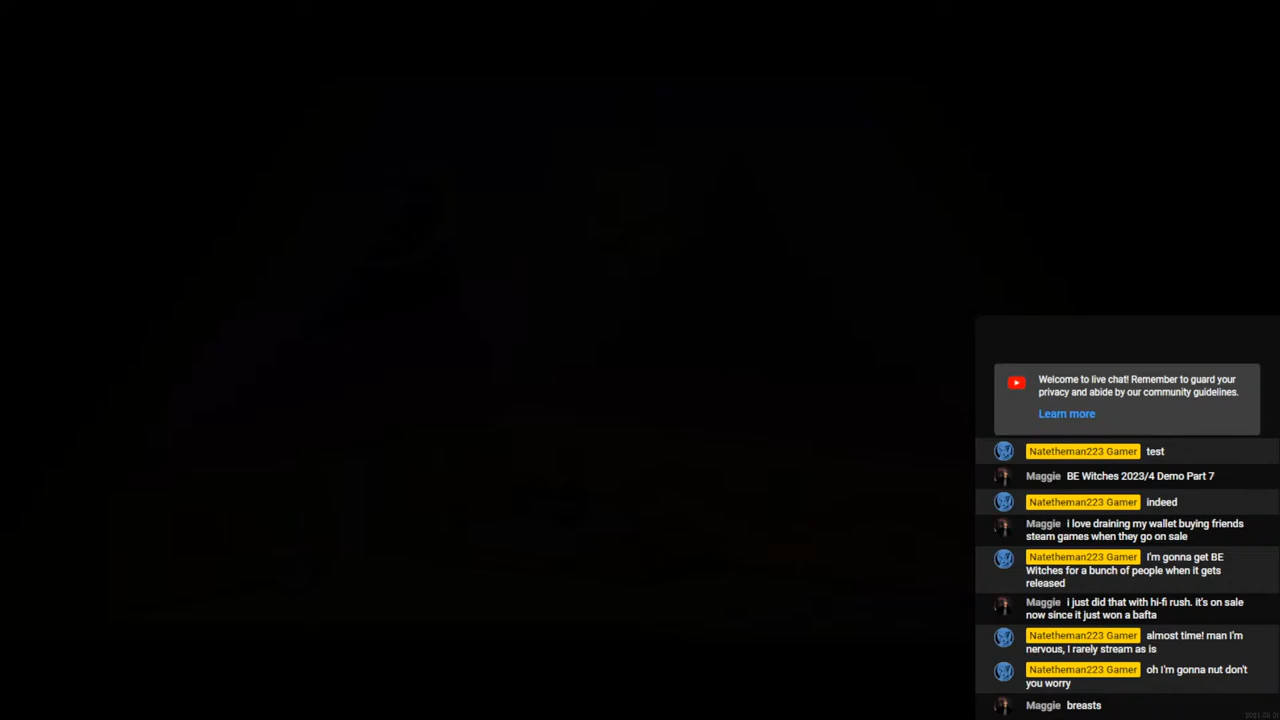 Welcome to live chat! Remember to guard your
privacy and abide by our community guidelines.
Learn more
Natetheman223 Gamer test
Maggie BE Witches 2023/4 Demo Part 7
Natetheman223 Gamer indeed
Maggie i love draining my wallet buying friends
steam games when they go on sale
Natetheman223 Gamer I'm gonna get BE
Witches for a bunch of people when it gets
released
Maggie i just did that with hi-fi rush. it's on sale
now since it just won a bafta
Natetheman223 Gamer almost time! man I'm
nervous, I rarely stream as is
Natetheman223 Gamer oh I'm gonna nut don't
you worry
Maggie breasts